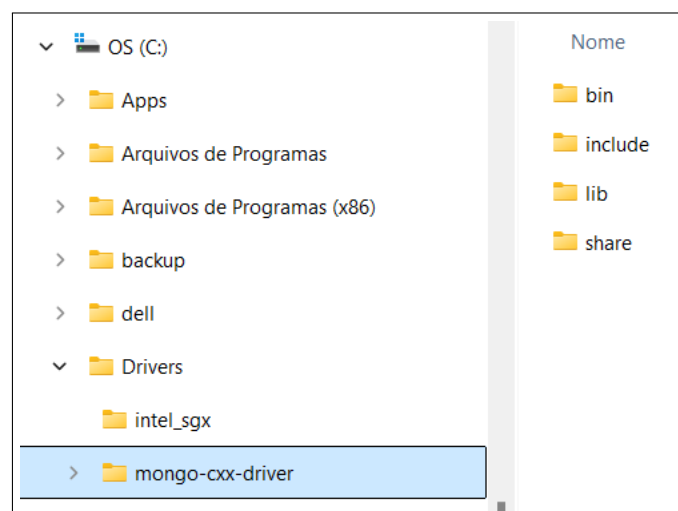 OS (C:)
Apps
Arquivos de Programas
Arquivos de Programas (x86)
backup
dell
Drivers
intel_sgx
mongo-cxx-driver
Nome
bin
include
lib
share